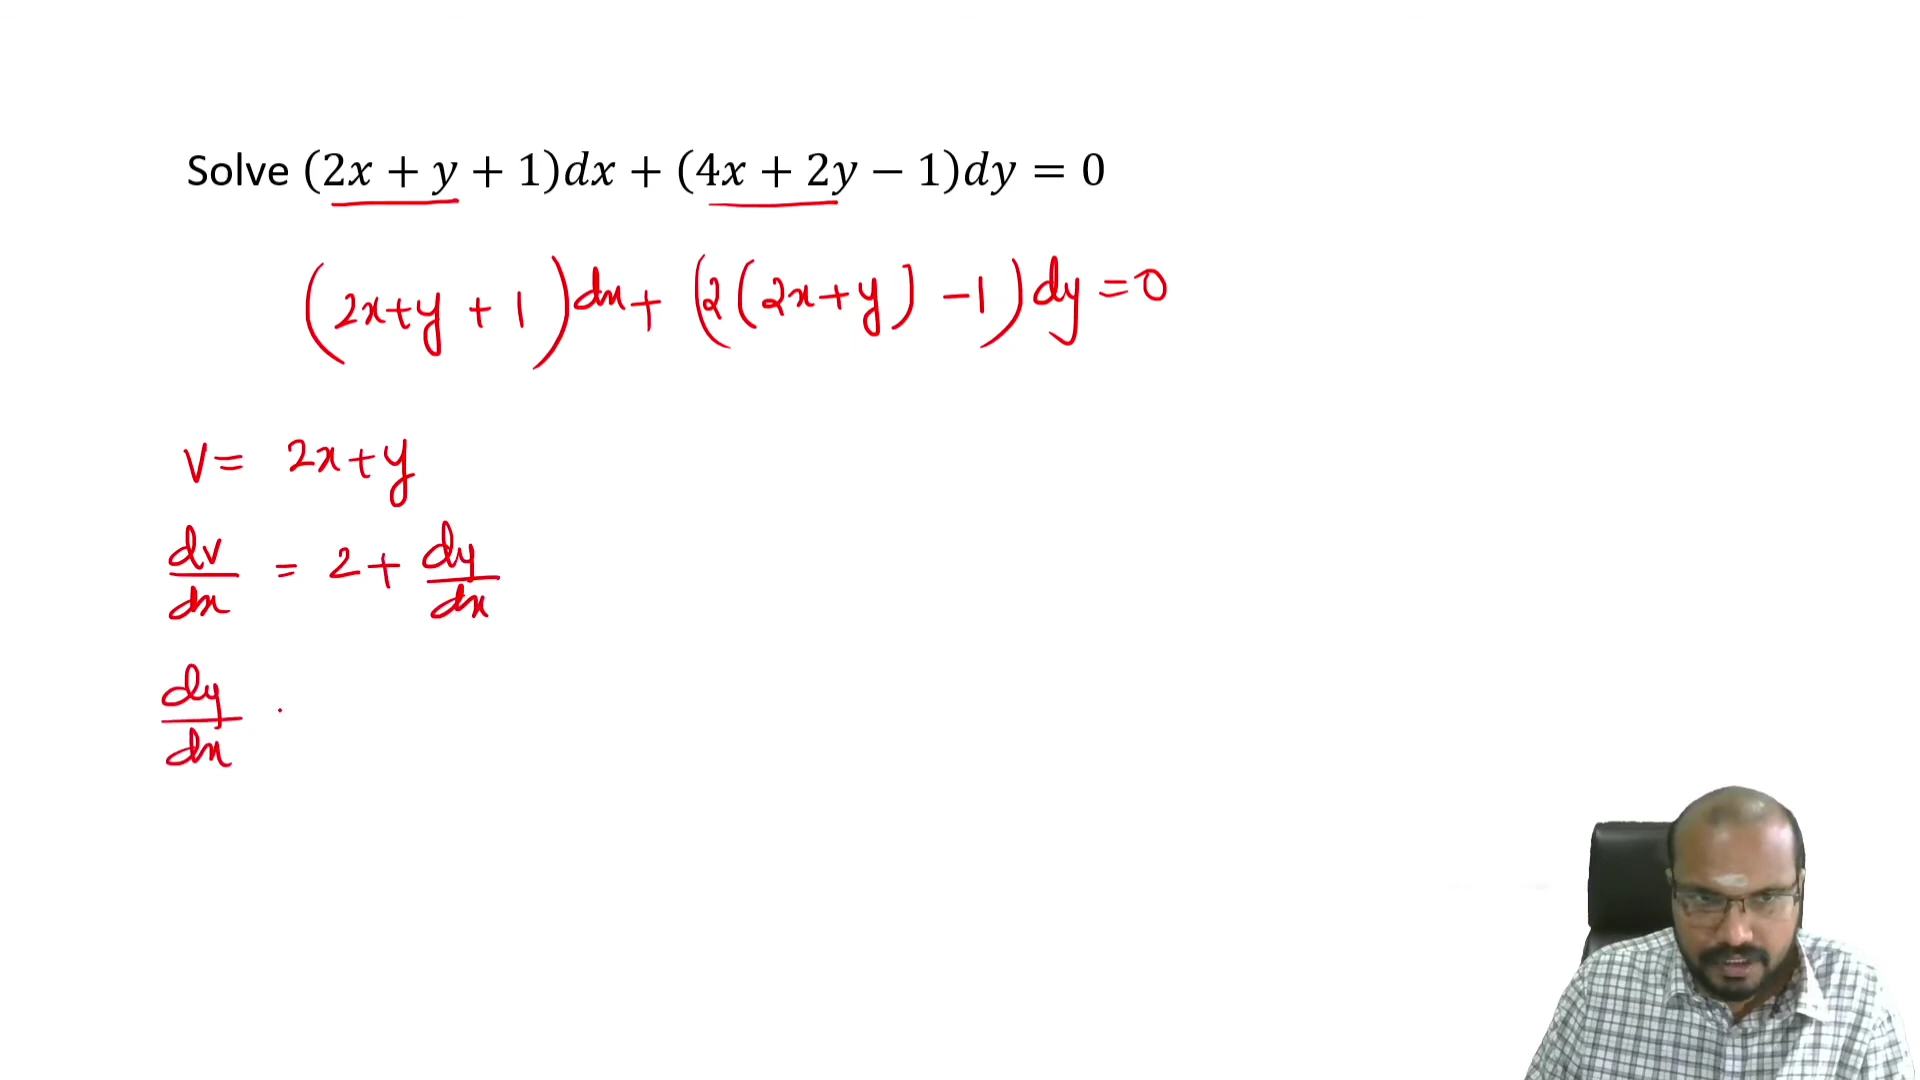 Solve (2x + y + 1)dx + (4x + 2y − 1)dy = 0
(2x+y + 1)dx + (2(2x+y) −1)dy = 0
v = 2x+y
dv/dx = 2 + dy/dx
dy/dx